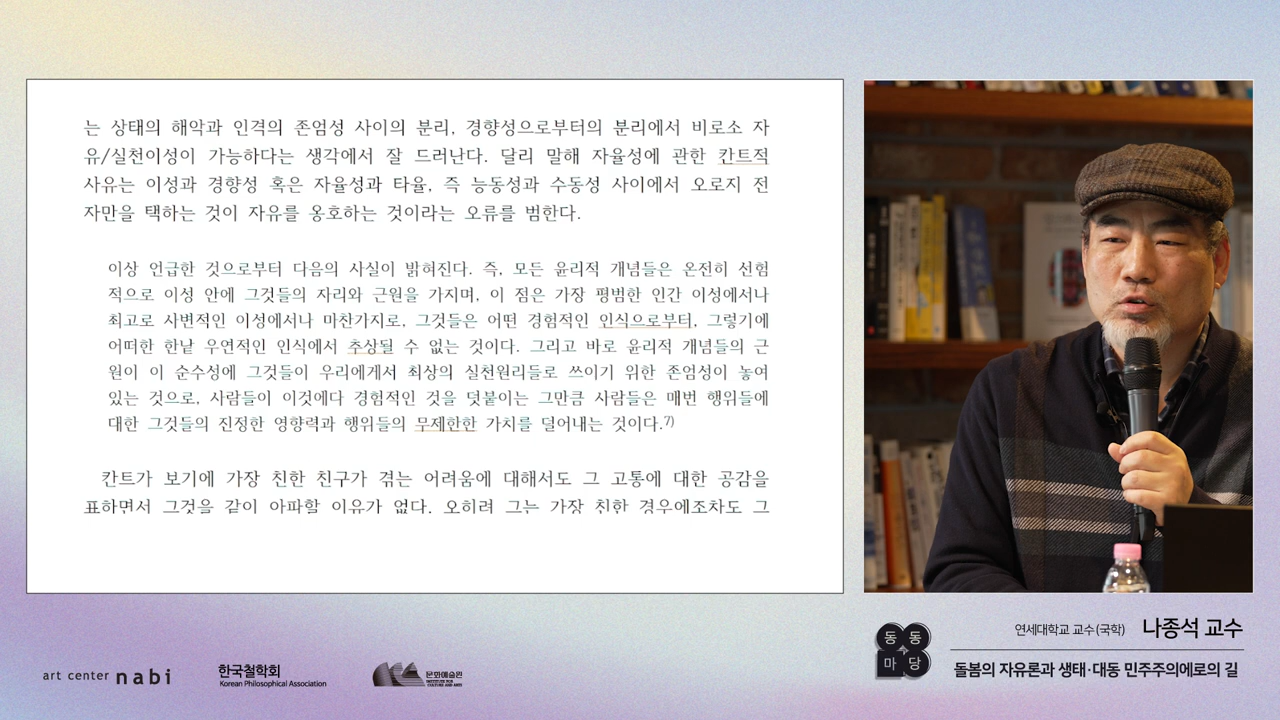 는 상태의 해악과 인격의 존엄성 사이의 분리, 경향성으로부터의 분리에서 비로소 자
유/실천이성이 가능하다는 생각에서 잘 드러난다. 달리 말해 자율성에 관한 칸트적
사유는 이성과 경향성 혹은 자율성과 타율, 즉 능동성과 수동성 사이에서 오로지 전
자만을 택하는 것이 자유를 옹호하는 것이라는 오류를 범한다.
이상 언급한 것으로부터 다음의 사실이 밝혀진다. 즉, 모든 윤리적 개념들은 온전히 선험
적으로 이성 안에 그것들의 자리와 근원을 가지며, 이 점은 가장 평범한 인간 이성에서나
최고로 사변적인 이성에서나 마찬가지로, 그것들은 어떤 경험적인 인식으로부터, 그렇기에
어떠한 한낱 우연적인 인식에서 추상될 수 없는 것이다. 그리고 바로 윤리적 개념들의 근
원이 이 순수성에 그것들이 우리에게서 최상의 실천원리들로 쓰이기 위한 존엄성이 놓여
있는 것으로, 사람들이 이것에다 경험적인 것을 덧붙이는 그만큼 사람들은 매번 행위들에
대한 그것들의 진정한 영향력과 행위들의 무제한한 가치를 덜어내는 것이다.7)
칸트가 보기에 가장 친한 친구가 겪는 어려움에 대해서도 그 고통에 대한 공감을
표하면서 그것을 같이 아파할 이유가 없다. 오히려 그는 가장 친한 경우에조차도 그
동동마당
연세대학교 교수(국학) 나종석 교수
돌봄의 자유론과 생태·대동 민주주의에로의 길
art center nabi
한국철학회
Korean Philosophical Association
문화예술원
INSTITUTE FOR
CULTURE AND ARTS